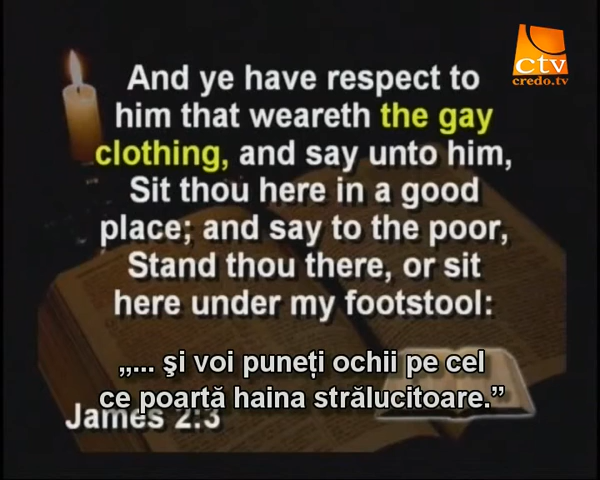 ctv
credo.tv
And ye have respect to
him that weareth the gay
clothing, and say unto him,
Sit thou here in a good
place; and say to the poor,
Stand thou there, or sit
here under my footstool:
„... şi voi puneţi ochii pe cel
ce poartă haina strălucitoare.”
James 2:3